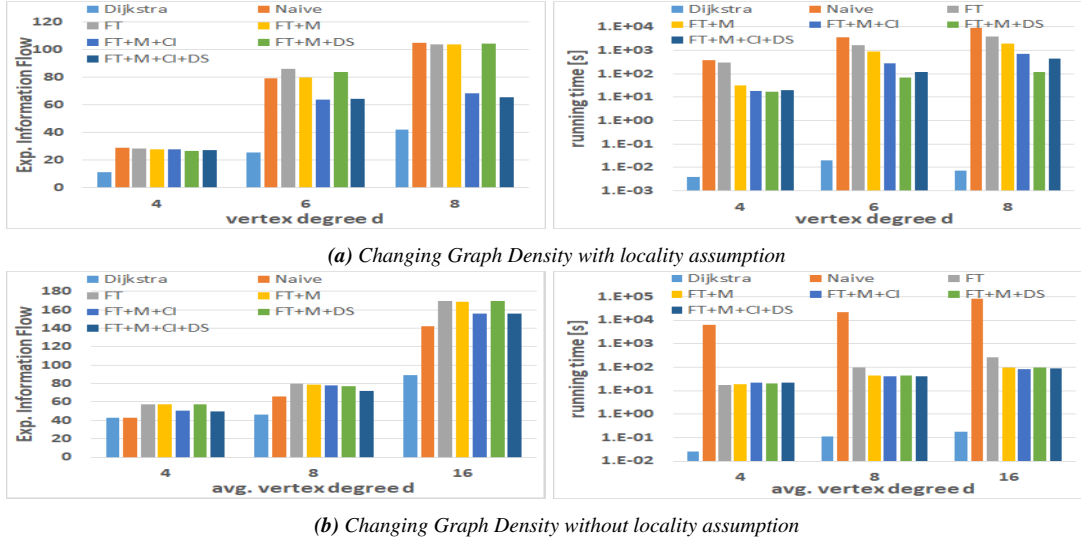 Dijkstra Naive
FT FT+M
FT+M+CI FT+M+DS
FT+M+CI+DS
Exp. Information Flow
120
100
80
60
40
20
0
4 6 8
vertex degree d
Dijkstra Naive FT
FT+M FT+M+CI FT+M+DS
FT+M+CI+DS
running time [s]
1.E+04
1.E+03
1.E+02
1.E+01
1.E+00
1.E-01
1.E-02
1.E-03
4 6 8
vertex degree d
(a) Changing Graph Density with locality assumption
Dijkstra Naive
FT FT+M
FT+M+CI FT+M+DS
FT+M+CI+DS
Exp. Information Flow
180
160
140
120
100
80
60
40
20
0
4 8 16
avg. vertex degree d
Dijkstra Naive FT
FT+M FT+M+CI FT+M+DS
FT+M+CI+DS
running time [s]
1.E+05
1.E+04
1.E+03
1.E+02
1.E+01
1.E+00
1.E-01
1.E-02
4 8 16
avg. vertex degree d
(b) Changing Graph Density without locality assumption